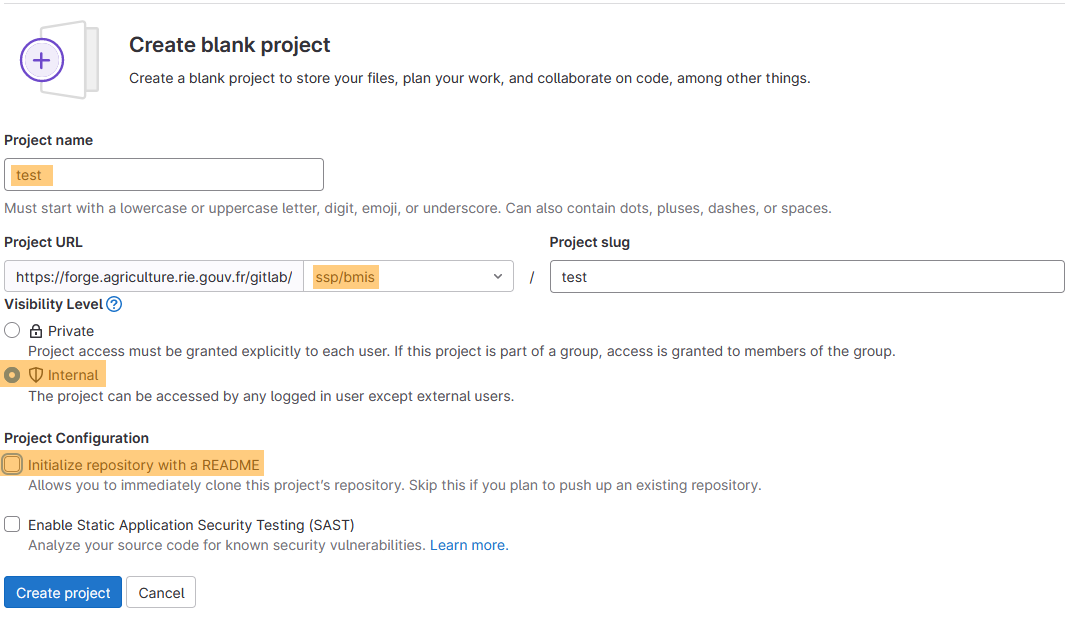 Create blank project
Create a blank project to store your files, plan your work, and collaborate on code, among other things.
Project name
test
Must start with a lowercase or uppercase letter, digit, emoji, or underscore. Can also contain dots, pluses, dashes, or spaces.
Project URL
Project slug
https://forge.agriculture.rie.gouv.fr/gitlab/ ssp/bmis / test
Visibility Level ?
Private
Project access must be granted explicitly to each user. If this project is part of a group, access is granted to members of the group.
Internal
The project can be accessed by any logged in user except external users.
Project Configuration
Initialize repository with a README
Allows you to immediately clone this project's repository. Skip this if you plan to push up an existing repository.
Enable Static Application Security Testing (SAST)
Analyze your source code for known security vulnerabilities. Learn more.
Create project Cancel